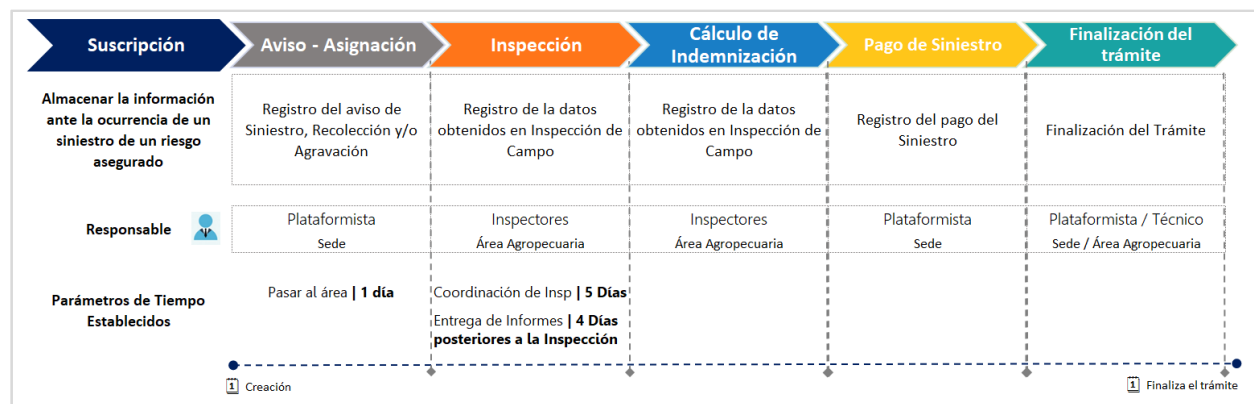 Suscripción
Aviso - Asignación
Inspección
Cálculo de
Indemnización
Pago de Siniestro
Finalización del
trámite
Almacenar la información
ante la ocurrencia de un
siniestro de un riesgo
asegurado
Registro del aviso de
Siniestro, Recolección y/o
Agravación
Registro de la datos
obtenidos en Inspección de
Campo
Registro de la datos
obtenidos en Inspección de
Campo
Registro del pago del
Siniestro
Finalización del Trámite
Responsable
Plataformista
Sede
Inspectores
Área Agropecuaria
Inspectores
Área Agropecuaria
Plataformista
Sede
Plataformista / Técnico
Sede / Área Agropecuaria
Parámetros de Tiempo
Establecidos
Pasar al área | 1 día
Coordinación de Insp | 5 Días
Entrega de Informes | 4 Días
posteriores a la Inspección
1 Creación
1 Finaliza el trámite